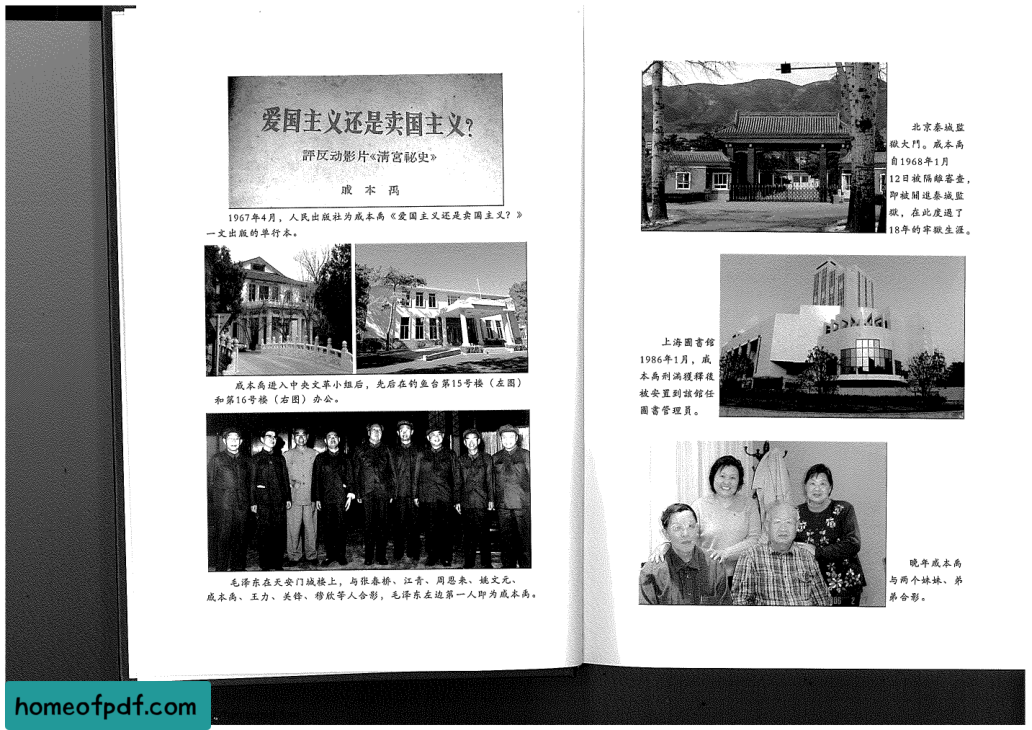 爱国主义还是卖国主义?
評反动影片《清宮祕史》
戚 本 禹
1967年4月,人民出版社为戚本禹《爱国主义还是卖国主义?》
一文出版的单行本。
戚本禹进入中央文革小组后,先后在钓鱼台第15号楼(左图)
和第16号楼(右图)办公。
毛泽东在天安门城楼上,与张春桥、江青、周恩来、姚文元、
戚本禹、王力、关锋、穆欣等人合影,毛泽东左边第一人即为戚本禹。
北京秦城監
獄大門。戚本禹
自1968年1月
12日被隔離審查,
即被關進秦城監
獄,在此度過了
18年的牢獄生涯。
上海圖書館
1986年1月,戚
本禹刑滿獲釋後
被安置到該館任
圖書管理員。
晚年戚本禹
与两个妹妹、弟
弟合影。
homeofpdf.com